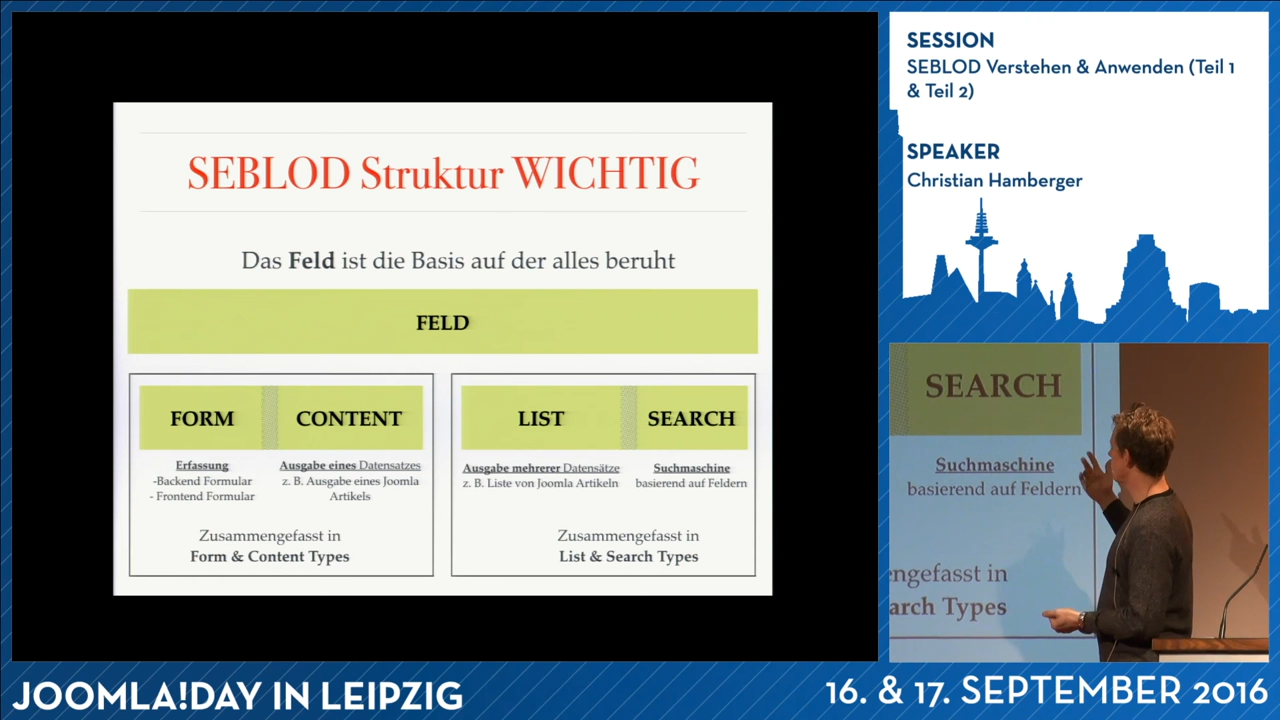 SEBLOD Struktur WICHTIG
Das Feld ist die Basis auf der alles beruht
FELD
FORM
CONTENT
Erfassung
-Backend Formular
- Frontend Formular
Ausgabe eines Datensatzes
z. B. Ausgabe eines Joomla
Artikels
Zusammengefasst in
Form & Content Types
LIST
SEARCH
Ausgabe mehrerer Datensätze
z. B. Liste von Joomla Artikeln
Suchmaschine
basierend auf Feldern
Zusammengefasst in
List & Search Types
SESSION
SEBLOD Verstehen & Anwenden (Teil 1
& Teil 2)
SPEAKER
Christian Hamberger
SEARCH
Suchmaschine
basierend auf Feldern
engefasst in
arch Types
JOOMLA!DAY IN LEIPZIG
16. & 17. SEPTEMBER 2016